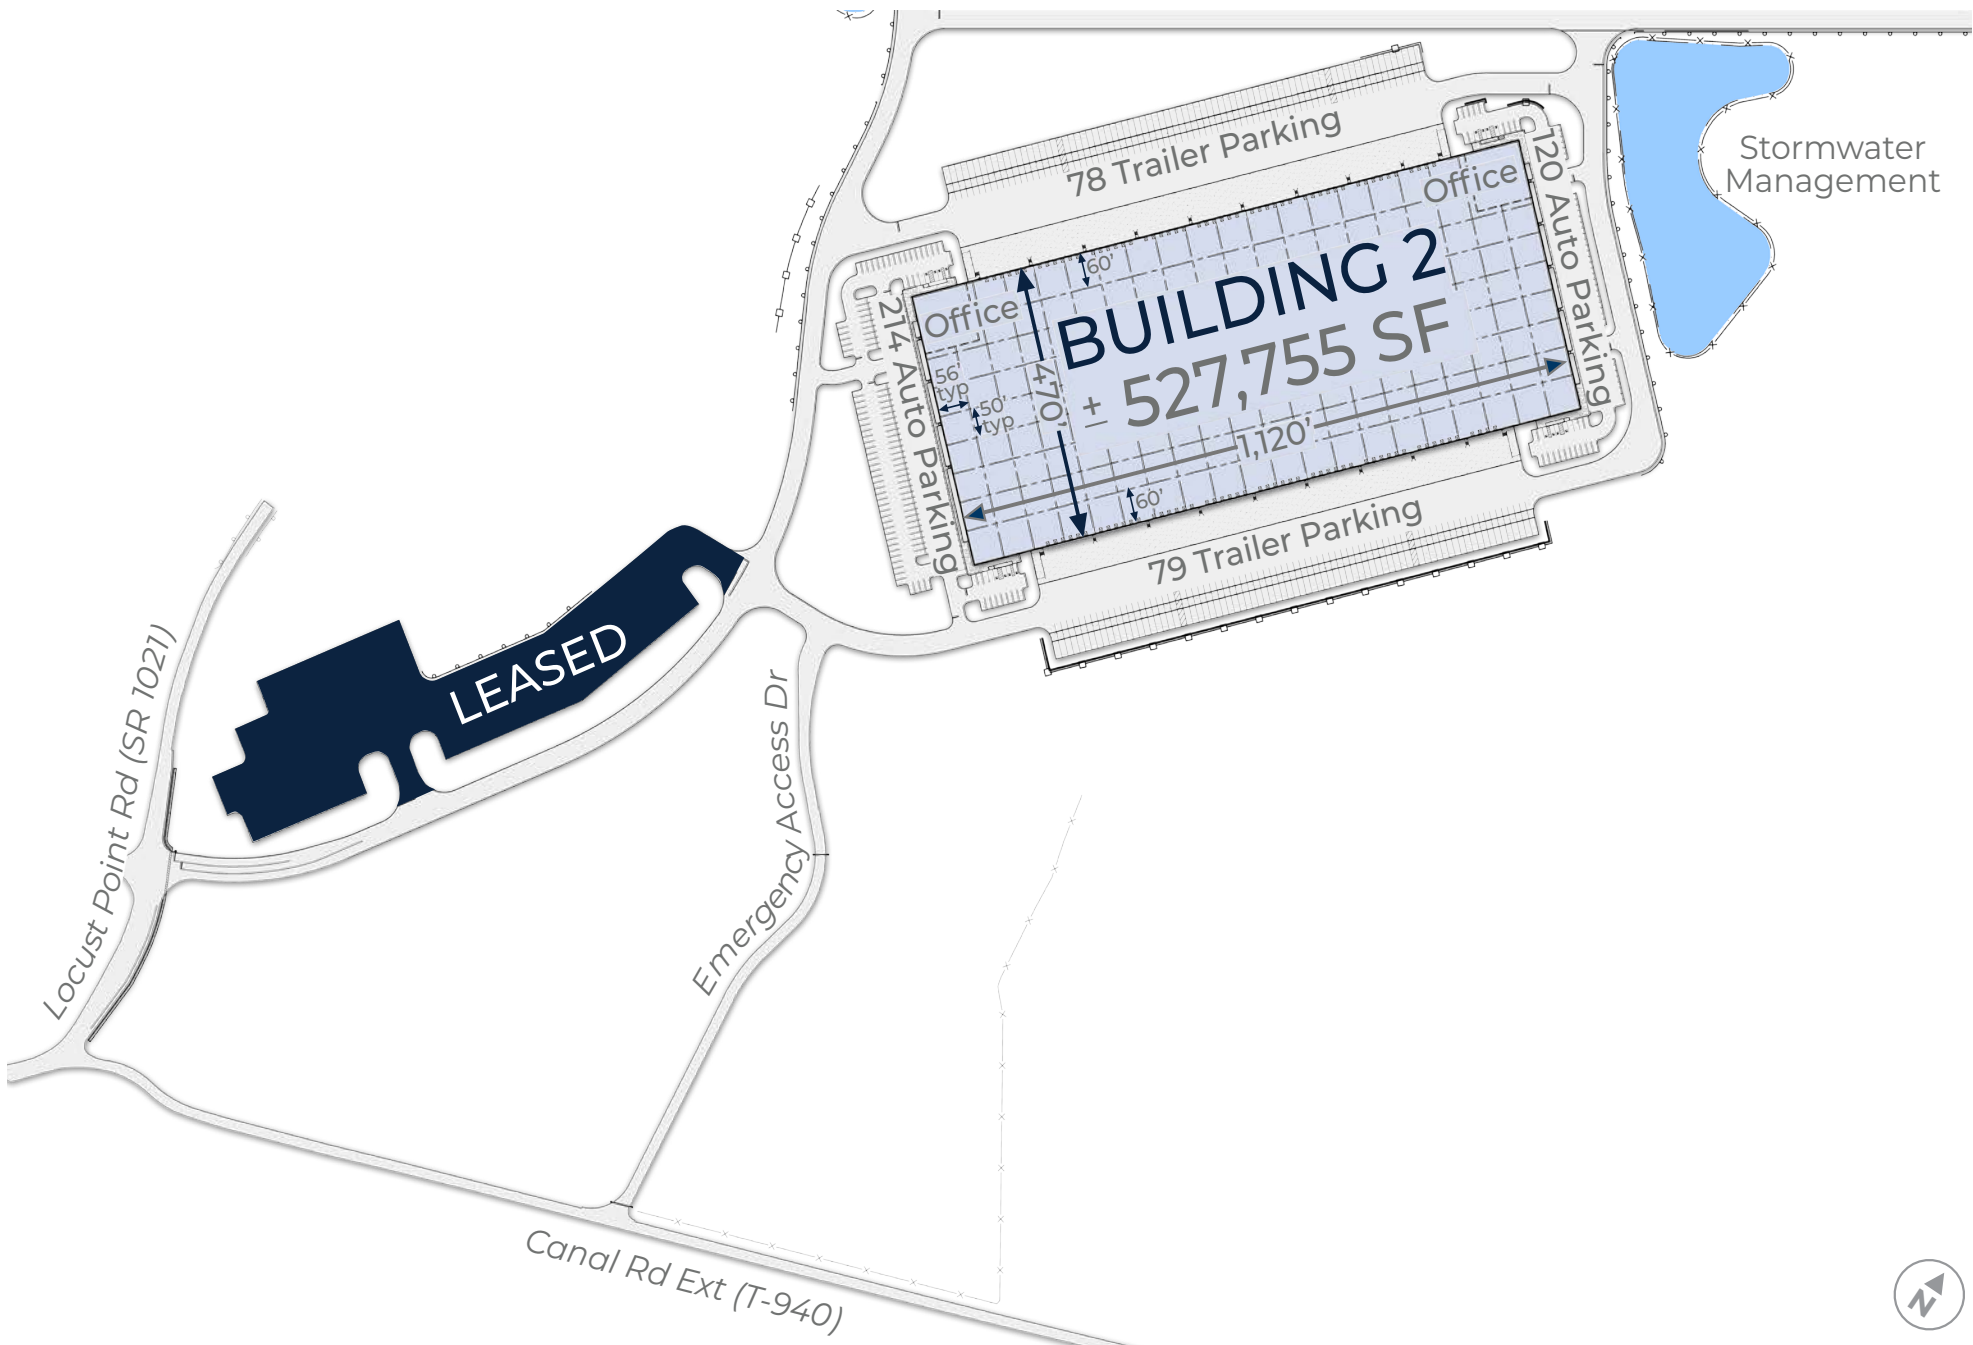 78 Trailer Parking
Stormwater
Management
Office
120 Auto Parking
60'
BUILDING 2
± 527,755 SF
Office
214 Auto Parking
56'
typ
50'
typ
470'
1,120'
60'
79 Trailer Parking
LEASED
Locust Point Rd (SR 1021)
Emergency Access Dr
Canal Rd Ext (T-940)
N